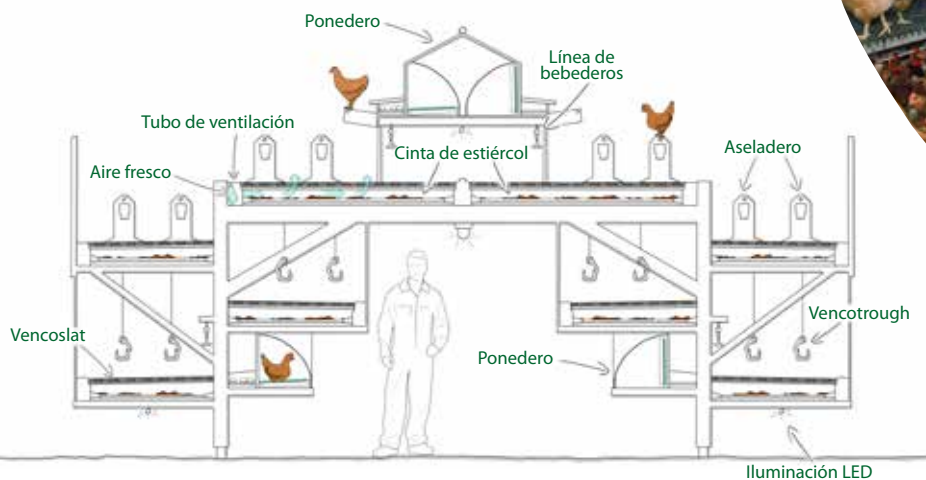 Ponedero
Línea de
bebederos
Tubo de ventilación
Cinta de estiércol
Aseladero
Aire fresco
Vencotrough
Vencoslat
Ponedero
Iluminación LED